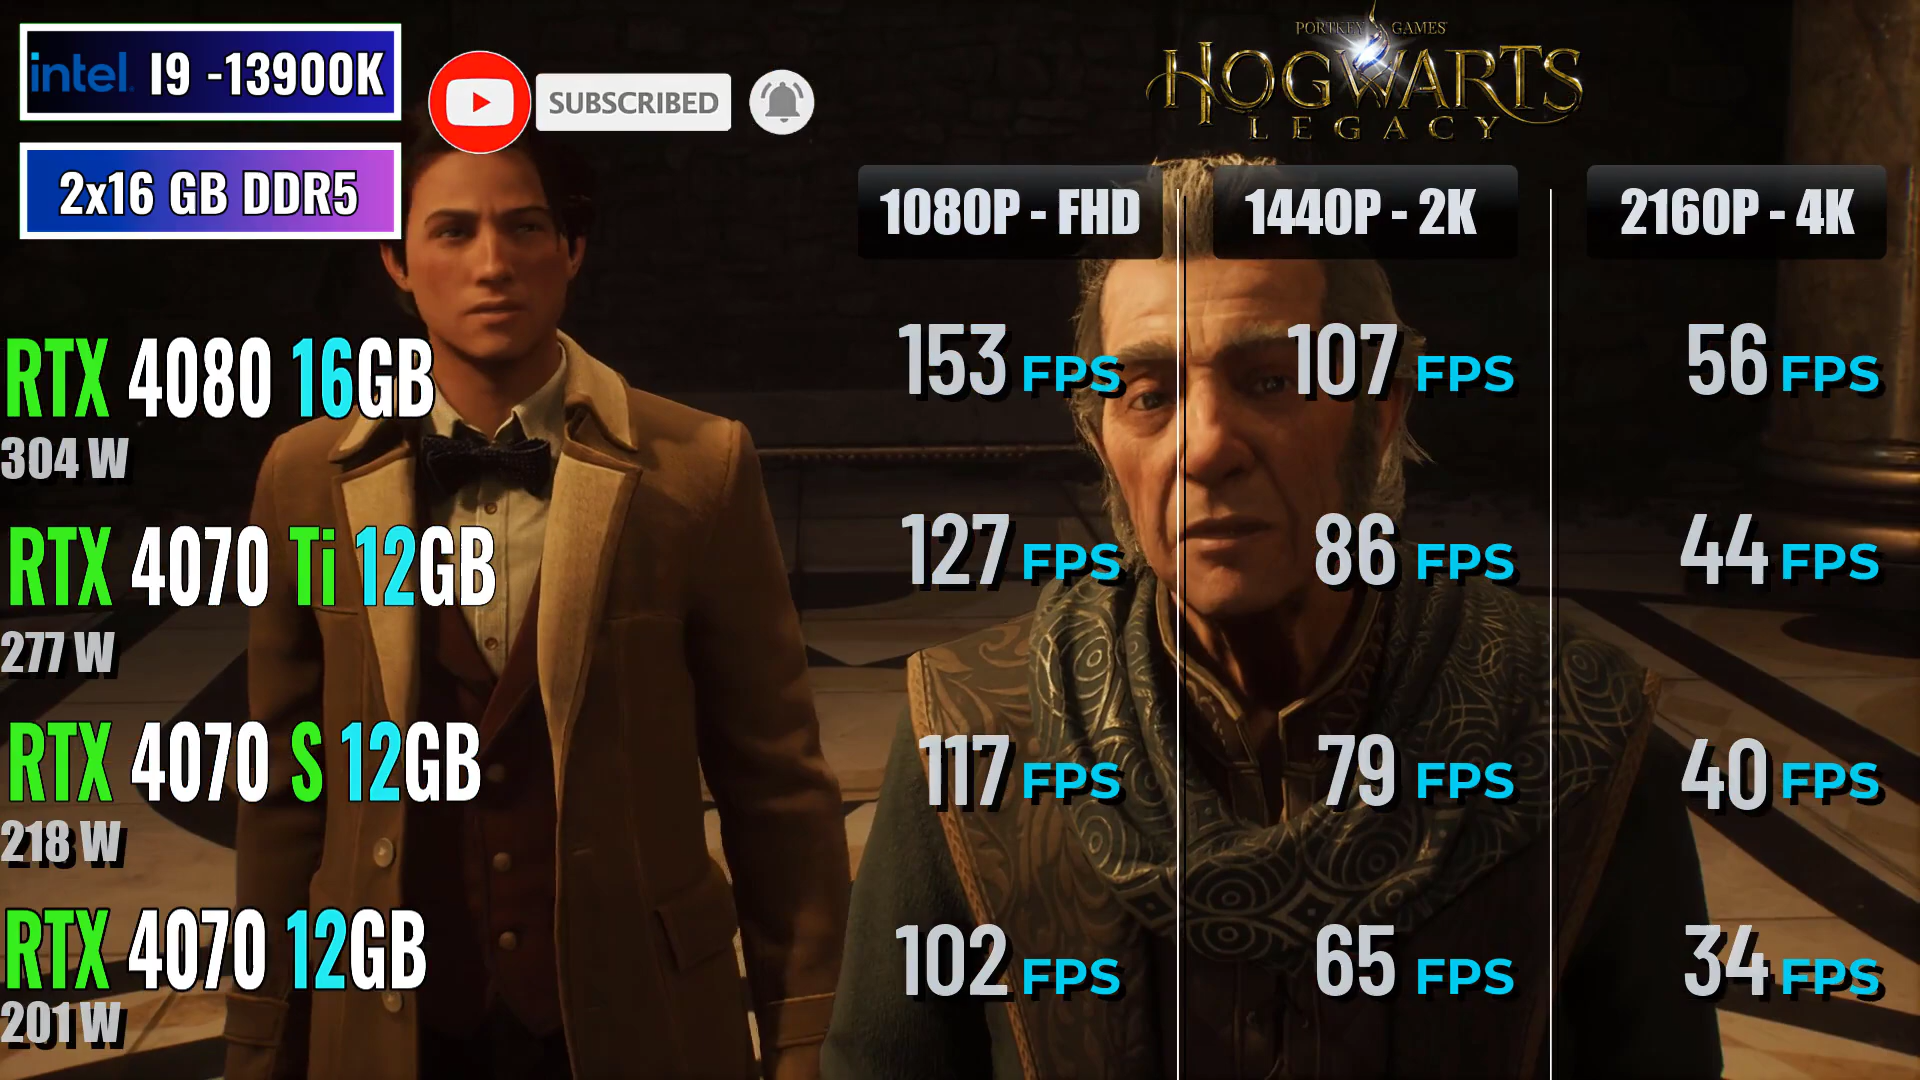 intel. I9 -13900K
SUBSCRIBED
2x16 GB DDR5
PORTKEY GAMES
HOGWARTS
LEGACY
1080P - FHD 1440P - 2K 2160P - 4K
RTX 4080 16GB 153 FPS 107 FPS 56 FPS
304 W
RTX 4070 Ti 12GB 127 FPS 86 FPS 44 FPS
277 W
RTX 4070 S 12GB 117 FPS 79 FPS 40 FPS
218 W
RTX 4070 12GB 102 FPS 65 FPS 34 FPS
201 W